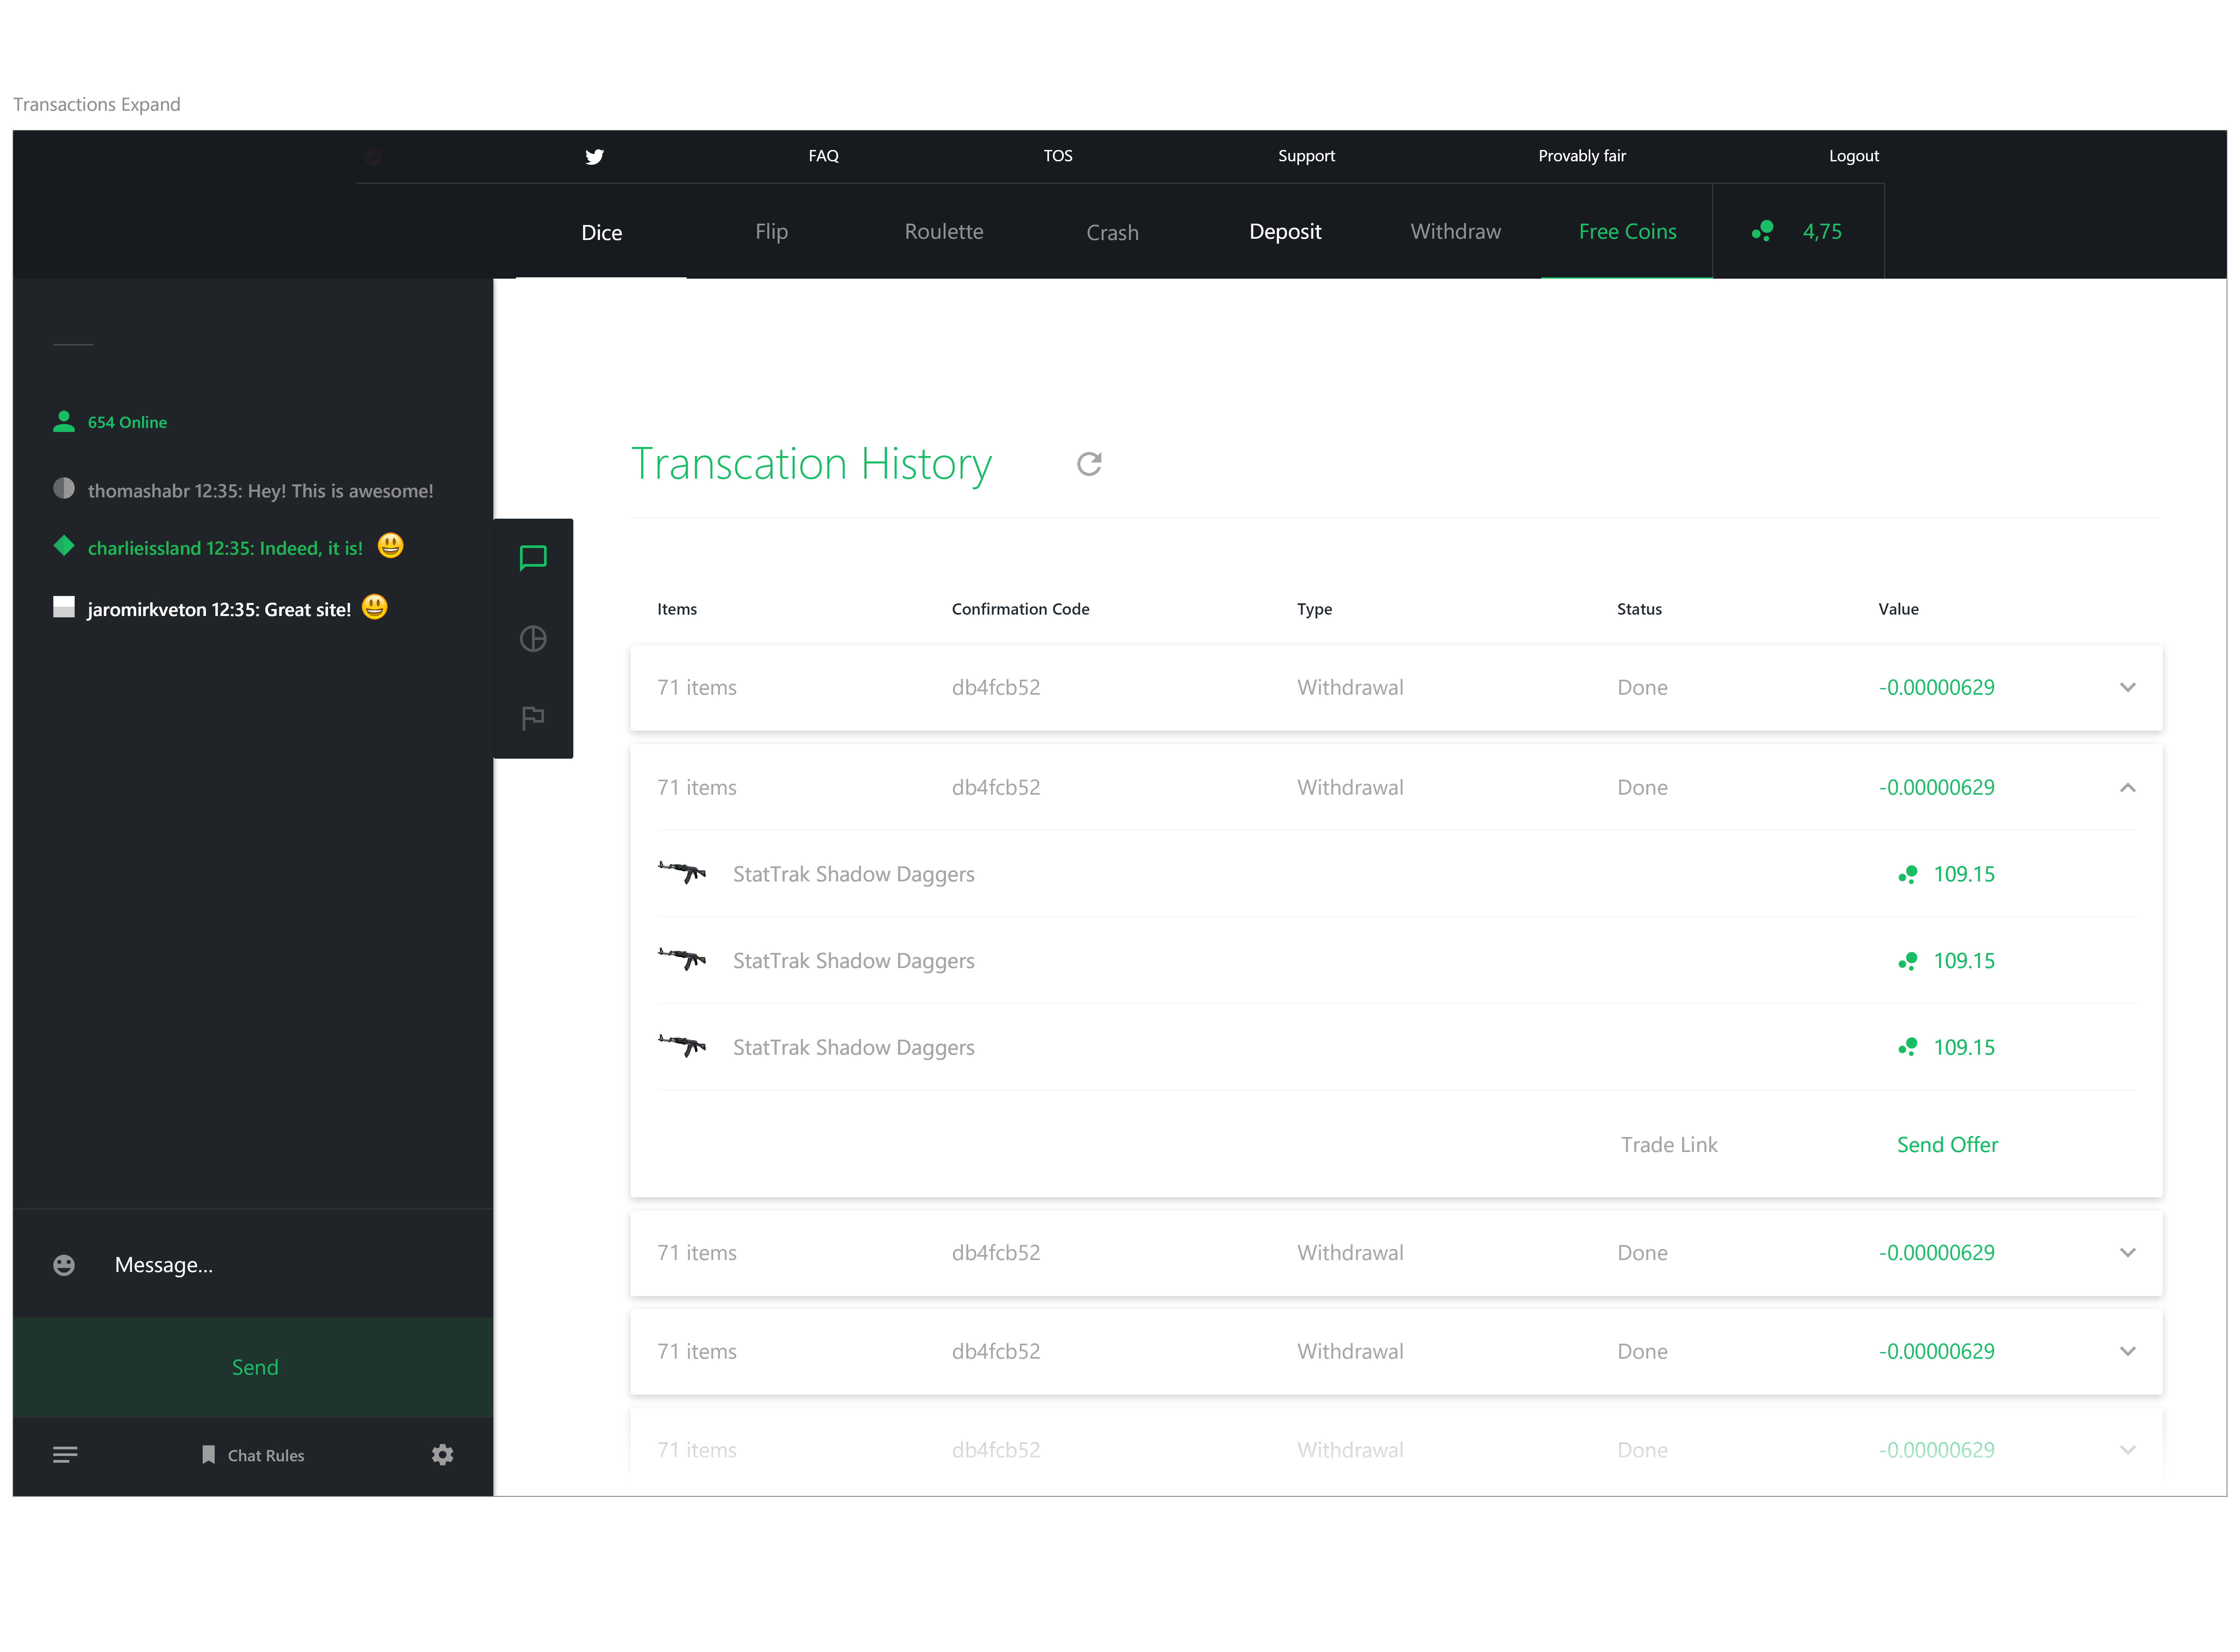 Transactions Expand
FAQ TOS Support Provably fair Logout
Dice Flip Roulette Crash Deposit Withdraw Free Coins 4,75
654 Online
thomashabr 12:35: Hey! This is awesome!
charlieissland 12:35: Indeed, it is! 😃
jaromirkveton 12:35: Great site! 😃
Message...
Send
Chat Rules
Transcation History
Items Confirmation Code Type Status Value
71 items db4fcb52 Withdrawal Done -0.00000629
71 items db4fcb52 Withdrawal Done -0.00000629
StatTrak Shadow Daggers 109.15
StatTrak Shadow Daggers 109.15
StatTrak Shadow Daggers 109.15
Trade Link Send Offer
71 items db4fcb52 Withdrawal Done -0.00000629
71 items db4fcb52 Withdrawal Done -0.00000629
71 items db4fcb52 Withdrawal Done -0.00000629